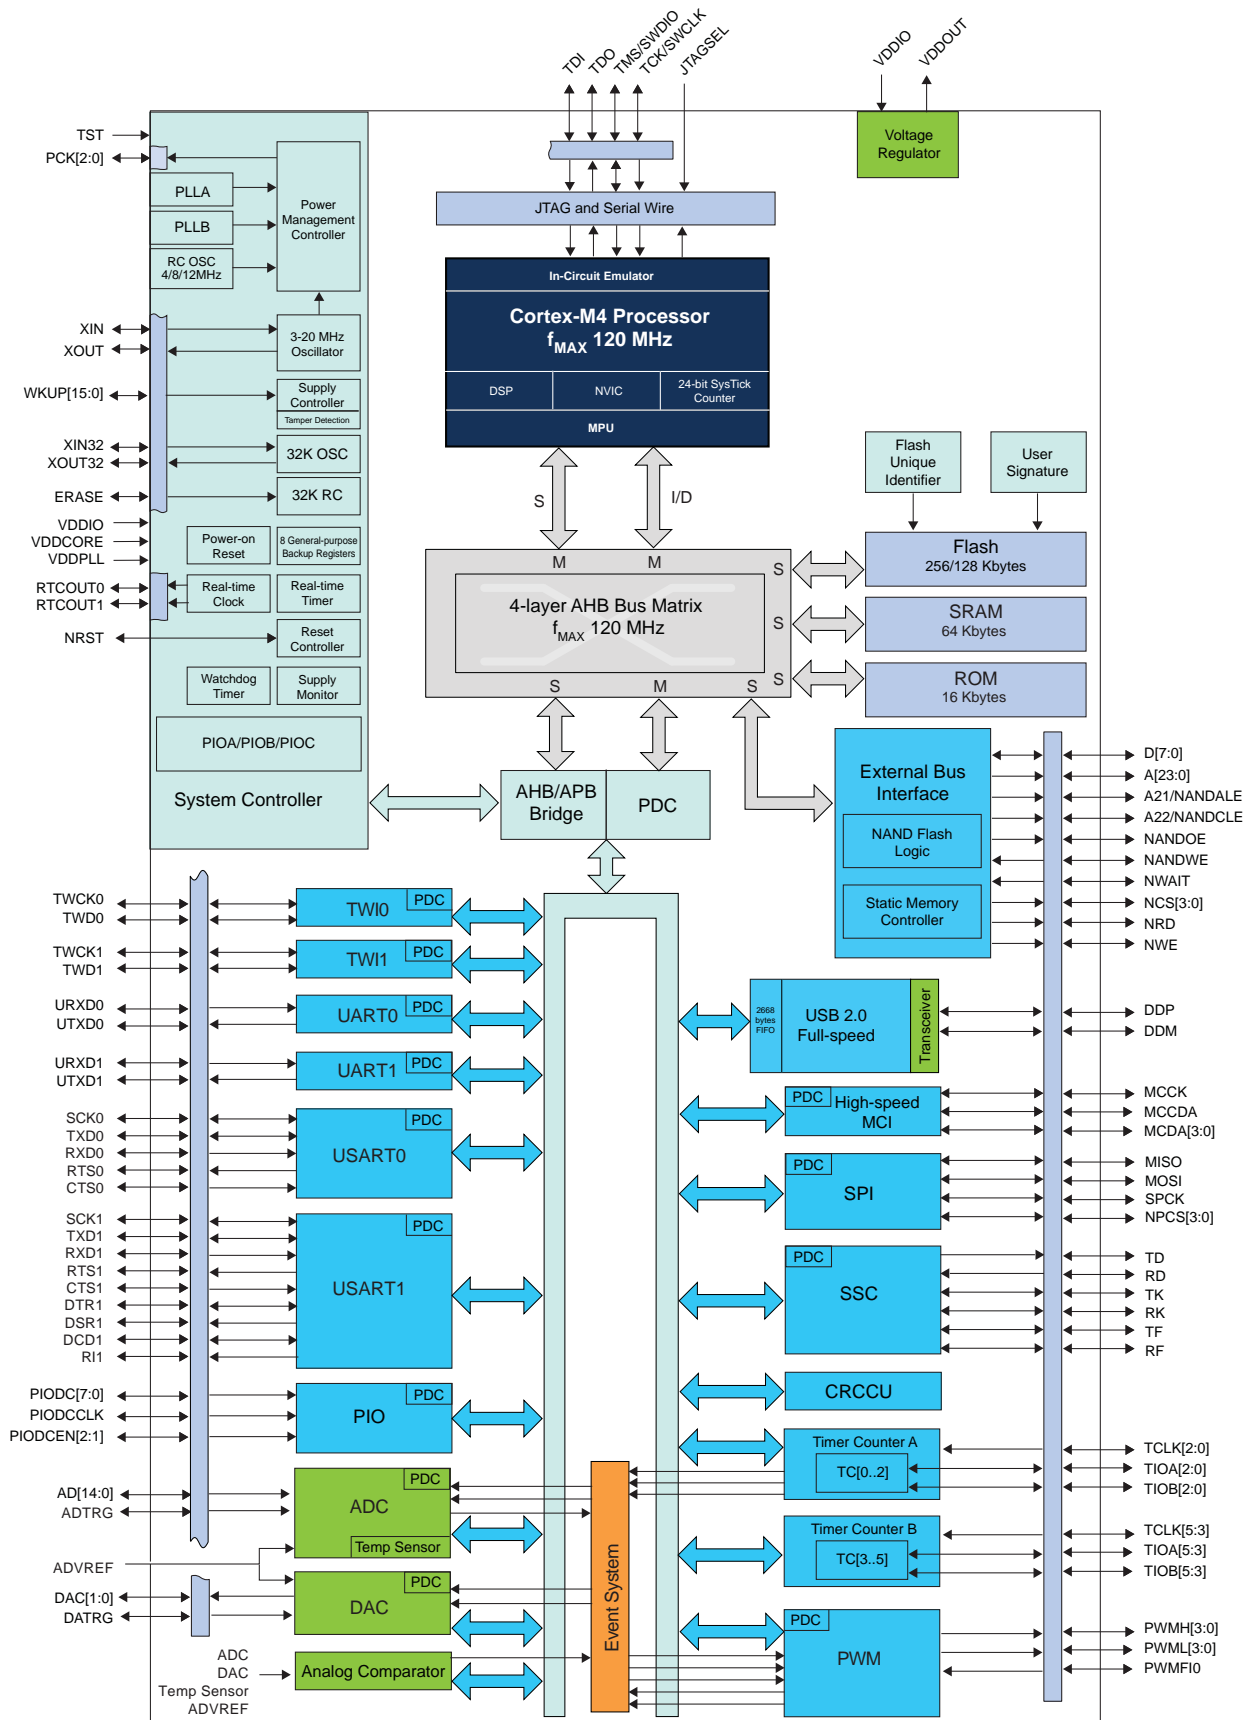 TDI
TDO
TMS/SWDIO
TCK/SWCLK
JTAGSEL
VDDIO
VDDOUT
Voltage
Regulator
TST
PCK[2:0]
PLLA
PLLB
RC OSC
4/8/12MHz
Power
Management
Controller
JTAG and Serial Wire
In-Circuit Emulator
Cortex-M4 Processor
fMAX 120 MHz
DSP
NVIC
24-bit SysTick
Counter
MPU
XIN
XOUT
3-20 MHz
Oscillator
WKUP[15:0]
Supply
Controller
Tamper Detection
XIN32
XOUT32
32K OSC
ERASE
32K RC
VDDIO
VDDCORE
VDDPLL
Power-on
Reset
8 General-purpose
Backup Registers
RTCOUT0
RTCOUT1
Real-time
Clock
Real-time
Timer
NRST
Reset
Controller
Watchdog
Timer
Supply
Monitor
PIOA/PIOB/PIOC
System Controller
S
I/D
M
M
S
4-layer AHB Bus Matrix
fMAX 120 MHz
S
S
S
M
S
Flash
Unique
Identifier
User
Signature
Flash
256/128 Kbytes
SRAM
64 Kbytes
ROM
16 Kbytes
AHB/APB
Bridge
PDC
External Bus
Interface
NAND Flash
Logic
Static Memory
Controller
D[7:0]
A[23:0]
A21/NANDALE
A22/NANDCLE
NANDOE
NANDWE
NWAIT
NCS[3:0]
NRD
NWE
TWCK0
TWD0
TWI0
PDC
TWCK1
TWD1
TWI1
PDC
URXD0
UTXD0
UART0
PDC
URXD1
UTXD1
UART1
PDC
SCK0
TXD0
RXD0
RTS0
CTS0
USART0
PDC
SCK1
TXD1
RXD1
RTS1
CTS1
DTR1
DSR1
DCD1
RI1
USART1
PDC
PIODC[7:0]
PIODCCLK
PIODCEN[2:1]
PIO
PDC
AD[14:0]
ADTRG
ADC
PDC
Temp Sensor
ADVREF
DAC[1:0]
DATRG
DAC
PDC
ADC
DAC
Temp Sensor
ADVREF
Analog Comparator
Event System
2668
bytes
FIFO
USB 2.0
Full-speed
Transceiver
DDP
DDM
PDC
High-speed
MCI
MCCK
MCCDA
MCDA[3:0]
PDC
SPI
MISO
MOSI
SPCK
NPCS[3:0]
PDC
SSC
TD
RD
TK
RK
TF
RF
CRCCU
Timer Counter A
TC[0..2]
TCLK[2:0]
TIOA[2:0]
TIOB[2:0]
Timer Counter B
TC[3..5]
TCLK[5:3]
TIOA[5:3]
TIOB[5:3]
PDC
PWM
PWMH[3:0]
PWML[3:0]
PWMFI0